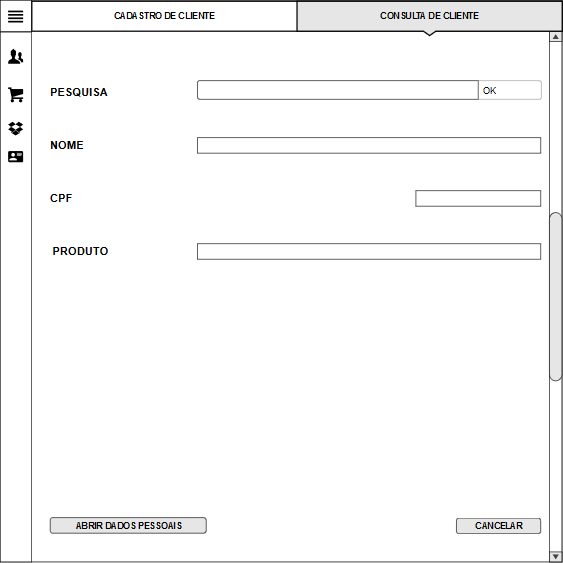 CADASTRO DE CLIENTE
CONSULTA DE CLIENTE
PESQUISA
OK
NOME
CPF
PRODUTO
ABRIR DADOS PESSOAIS
CANCELAR